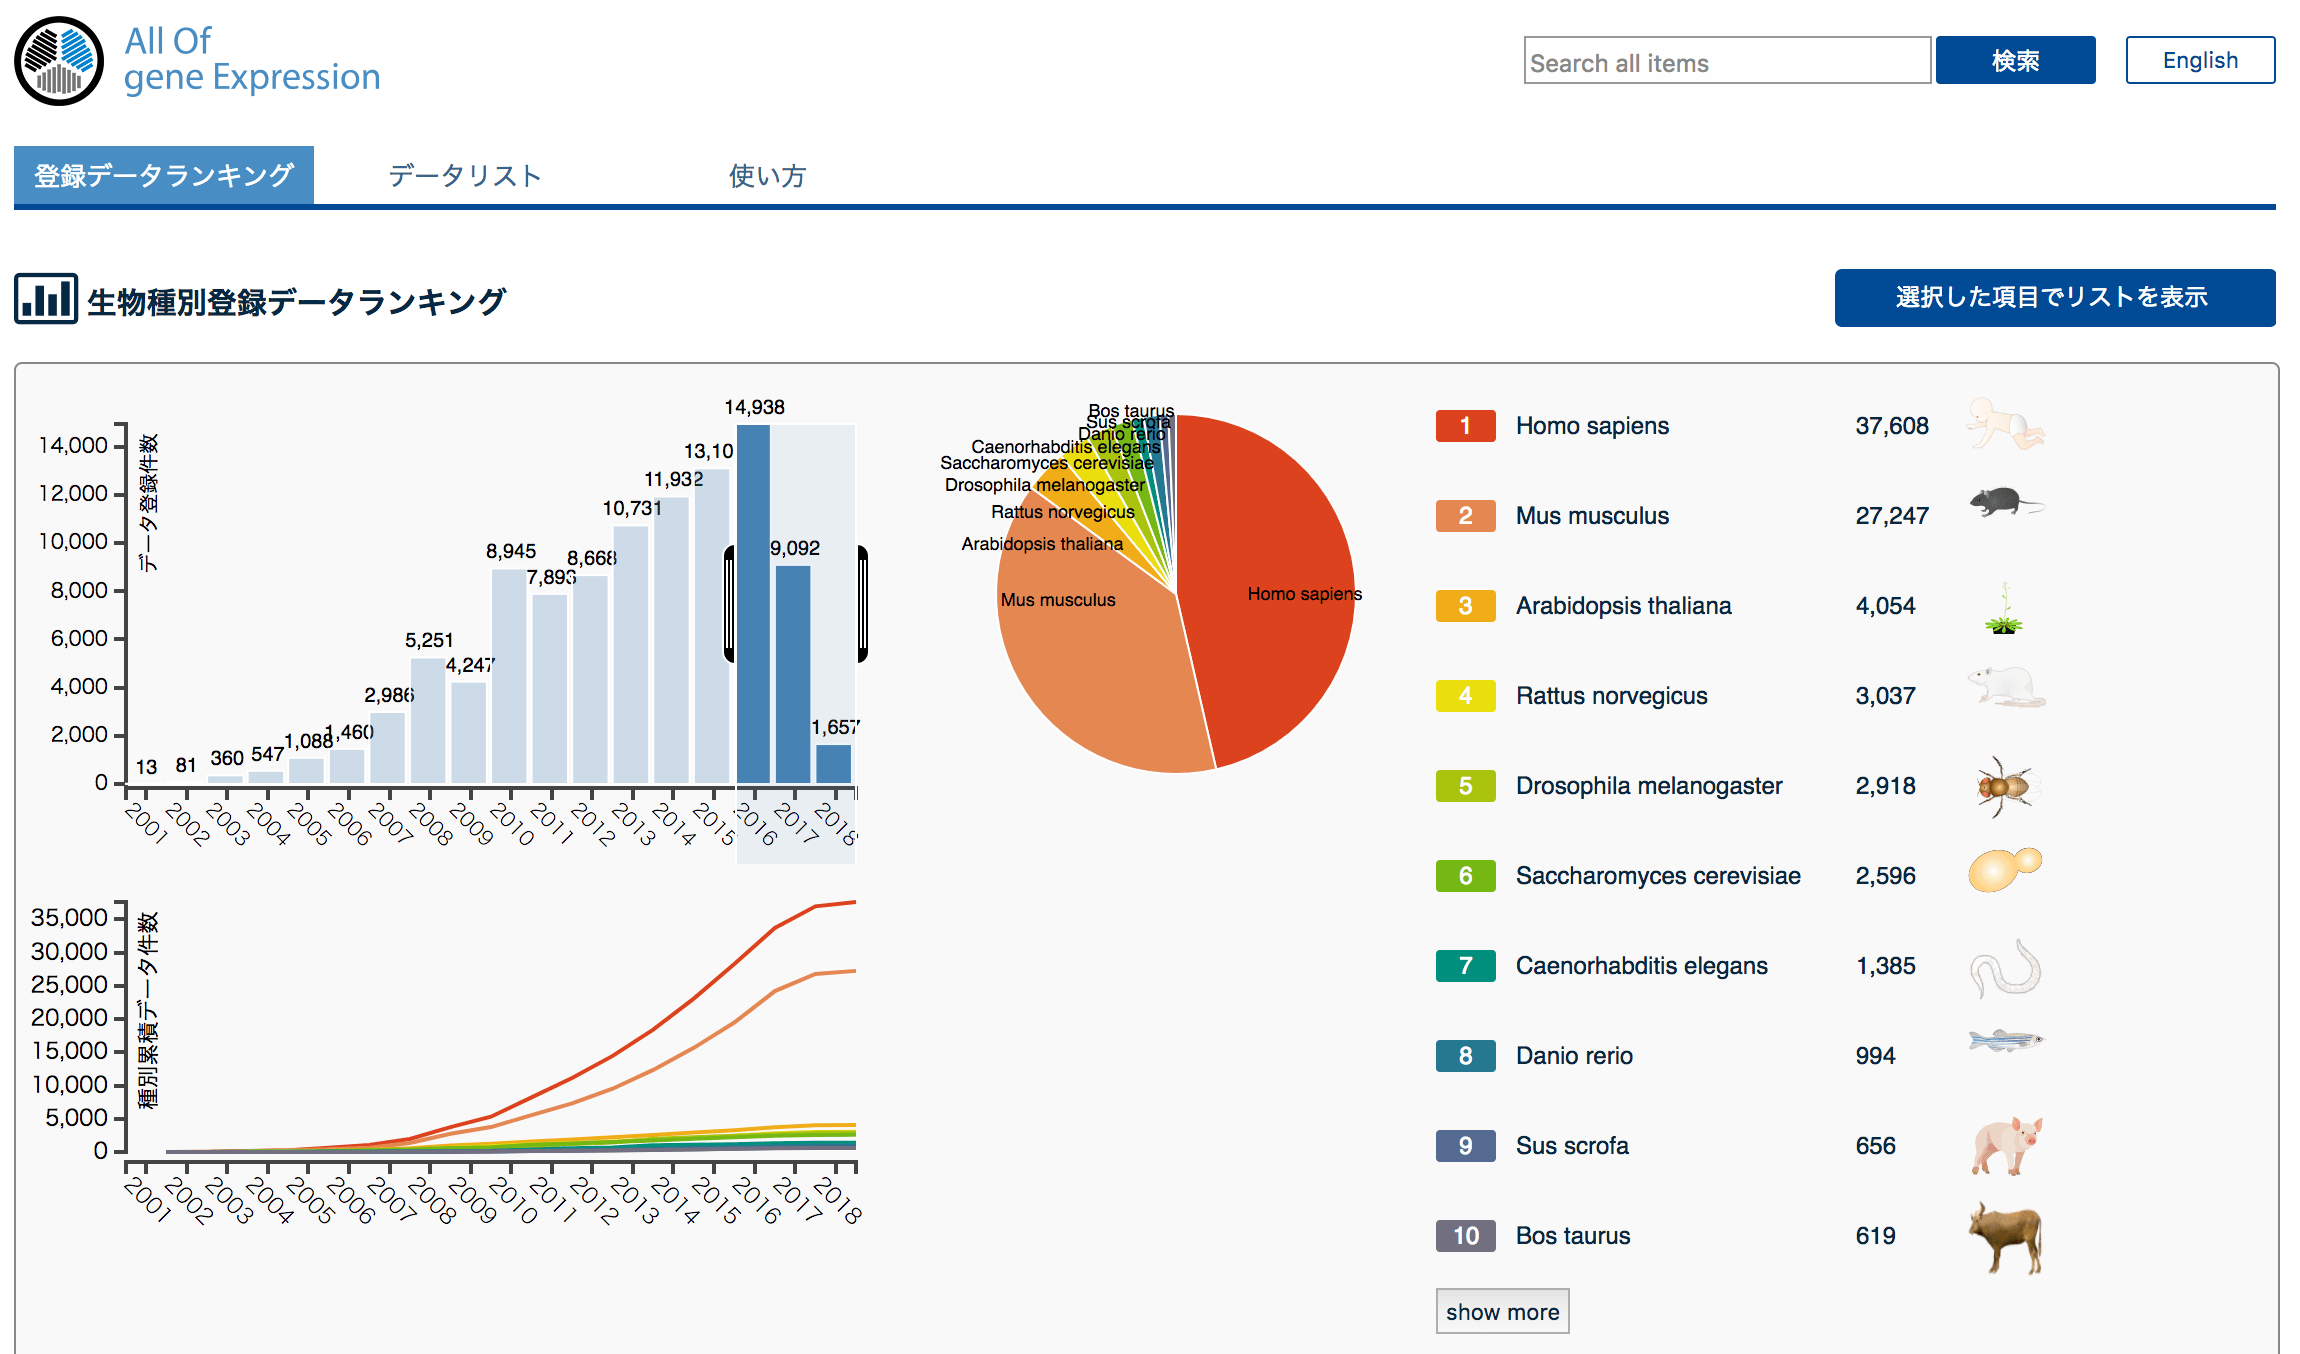 All Of
gene Expression
Search all items
検索
English
登録データランキング
データリスト
使い方
生物種別登録データランキング
選択した項目でリストを表示
データ登録件数
14,000
12,000
10,000
8,000
6,000
4,000
2,000
0
13
81
360
547
1,088
1,460
2,986
5,251
4,247
8,945
7,893
8,668
10,731
11,932
13,10
14,938
9,092
1,657
2001
2002
2003
2004
2005
2006
2007
2008
2009
2010
2011
2012
2013
2014
2015
2016
2017
2018
種別累積データ件数
35,000
30,000
25,000
20,000
15,000
10,000
5,000
0
2001
2002
2003
2004
2005
2006
2007
2008
2009
2010
2011
2012
2013
2014
2015
2016
2017
2018
Bos taurus
Sus scrofa
Danio rerio
Caenorhabditis elegans
Saccharomyces cerevisiae
Drosophila melanogaster
Rattus norvegicus
Arabidopsis thaliana
Mus musculus
Homo sapiens
1 Homo sapiens 37,608
2 Mus musculus 27,247
3 Arabidopsis thaliana 4,054
4 Rattus norvegicus 3,037
5 Drosophila melanogaster 2,918
6 Saccharomyces cerevisiae 2,596
7 Caenorhabditis elegans 1,385
8 Danio rerio 994
9 Sus scrofa 656
10 Bos taurus 619
show more